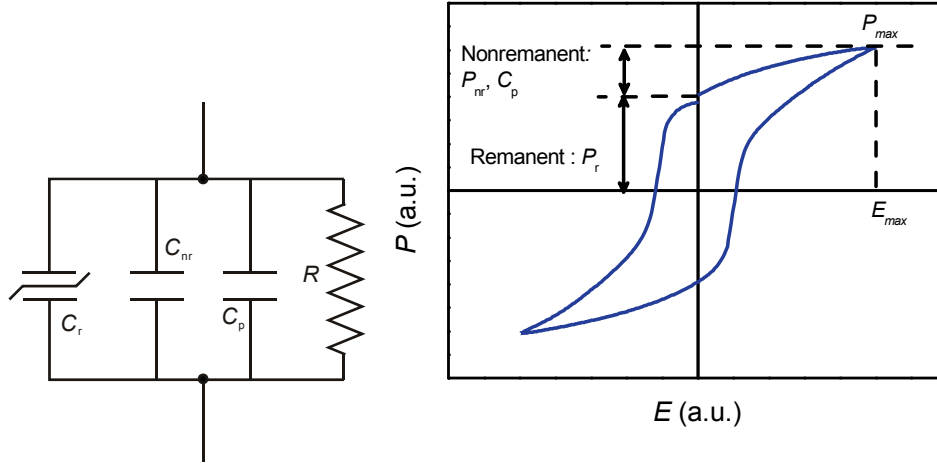 C_nr
R
C_r
C_p
P_max
Nonremanent:
P_nr, C_p
Remanent : P_r
E_max
P (a.u.)
E (a.u.)